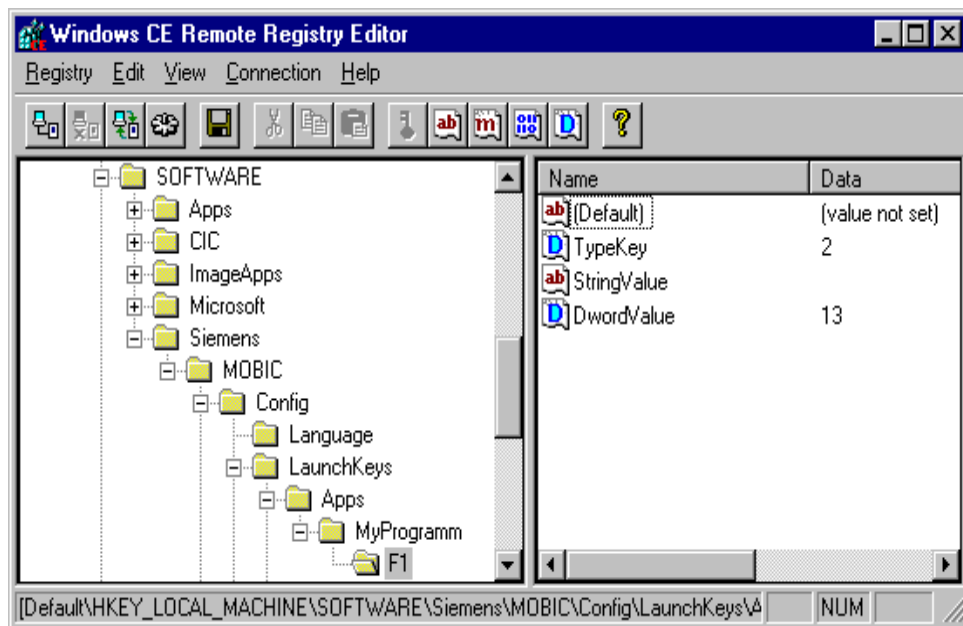 Windows CE Remote Registry Editor
Registry Edit View Connection Help
SOFTWARE
Apps
CIC
ImageApps
Microsoft
Siemens
MOBIC
Config
Language
LaunchKeys
Apps
MyProgramm
F1
Name Data
(Default) (value not set)
TypeKey 2
StringValue
DwordValue 13
[Default\HKEY_LOCAL_MACHINE\SOFTWARE\Siemens\MOBIC\Config\LaunchKeys\A NUM